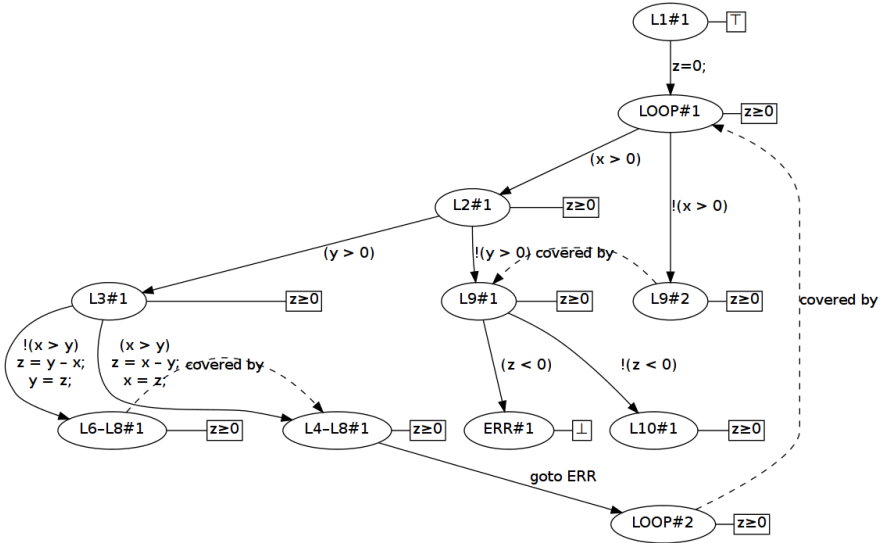 L1#1
⊤
z=0;
LOOP#1
z≥0
(x > 0)
!(x > 0)
L2#1
z≥0
(y > 0)
!(y > 0)
covered by
L3#1
z≥0
L9#1
z≥0
L9#2
z≥0
covered by
!(x > y)
z = y – x;
y = z;
(x > y)
z = x – y;
x = z;
covered by
(z < 0)
!(z < 0)
L6–L8#1
z≥0
L4–L8#1
z≥0
ERR#1
⊥
L10#1
z≥0
goto ERR
LOOP#2
z≥0